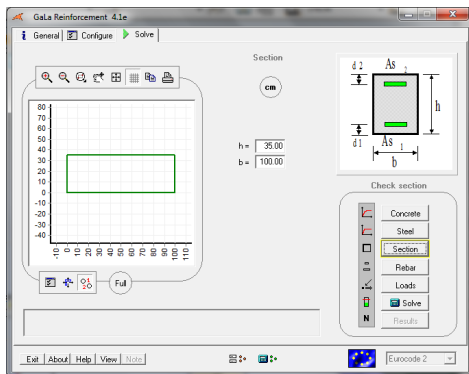 GaLa Reinforcement 4.1e
General Configure Solve
Section
cm
h = 35.00
b = 100.00
80
70
60
50
40
30
20
10
0
-10
-20
-30
-40
-10 0 10 20 30 40 50 60 70 80 90 100 110
Full
d 2 As 2
h
d1 As 1
b
Check section
Concrete
Steel
Section
Rebar
Loads
Solve
N Results
Exit About Help View Note
Eurocode 2